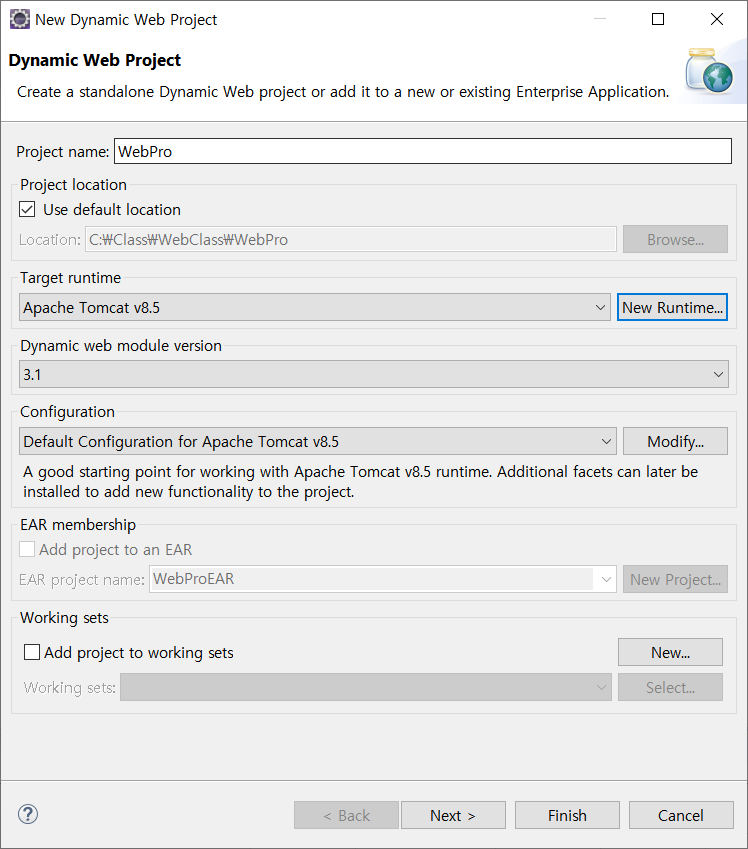 New Dynamic Web Project
Dynamic Web Project
Create a standalone Dynamic Web project or add it to a new or existing Enterprise Application.
Project name: WebPro
Project location
Use default location
Location: C:₩Class₩WebClass₩WebPro Browse...
Target runtime
Apache Tomcat v8.5 New Runtime...
Dynamic web module version
3.1
Configuration
Default Configuration for Apache Tomcat v8.5 Modify...
A good starting point for working with Apache Tomcat v8.5 runtime. Additional facets can later be
installed to add new functionality to the project.
EAR membership
Add project to an EAR
EAR project name: WebProEAR New Project...
Working sets
Add project to working sets New...
Working sets: Select...
? < Back Next > Finish Cancel